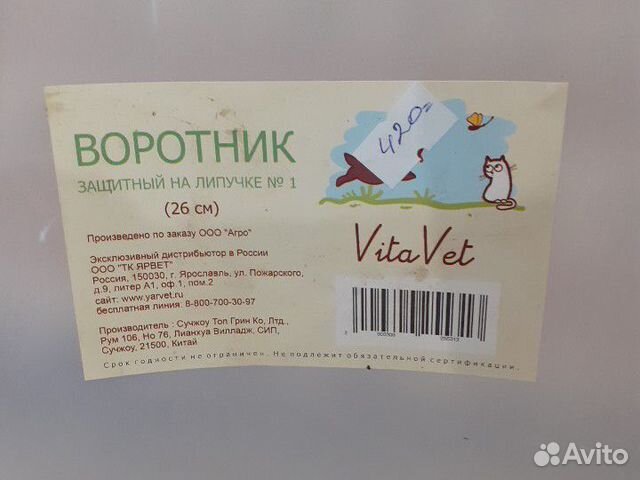 ВОРОТНИК
ЗАЩИТНЫЙ НА ЛИПУЧКЕ № 1
(26 см)
Произведено по заказу ООО "Агро"
Эксклюзивный дистрибьютор в России
ООО "ТК ЯРВЕТ"
Россия, 150030, г. Ярославль, ул. Пожарского,
д.9, литер А1, оф.1, пом.2
сайт: www.yarvet.ru
бесплатная линия: 8-800-700-30-97
Производитель : Сучжоу Топ Грин Ко, Лтд.,
Рум 106, Но 76, Лианхуа Вилладж, СИП,
Сучжоу, 21500, Китай
Срок годности не ограничен. Не подлежит обязательной сертификации.
420=
VitaVet
Avito